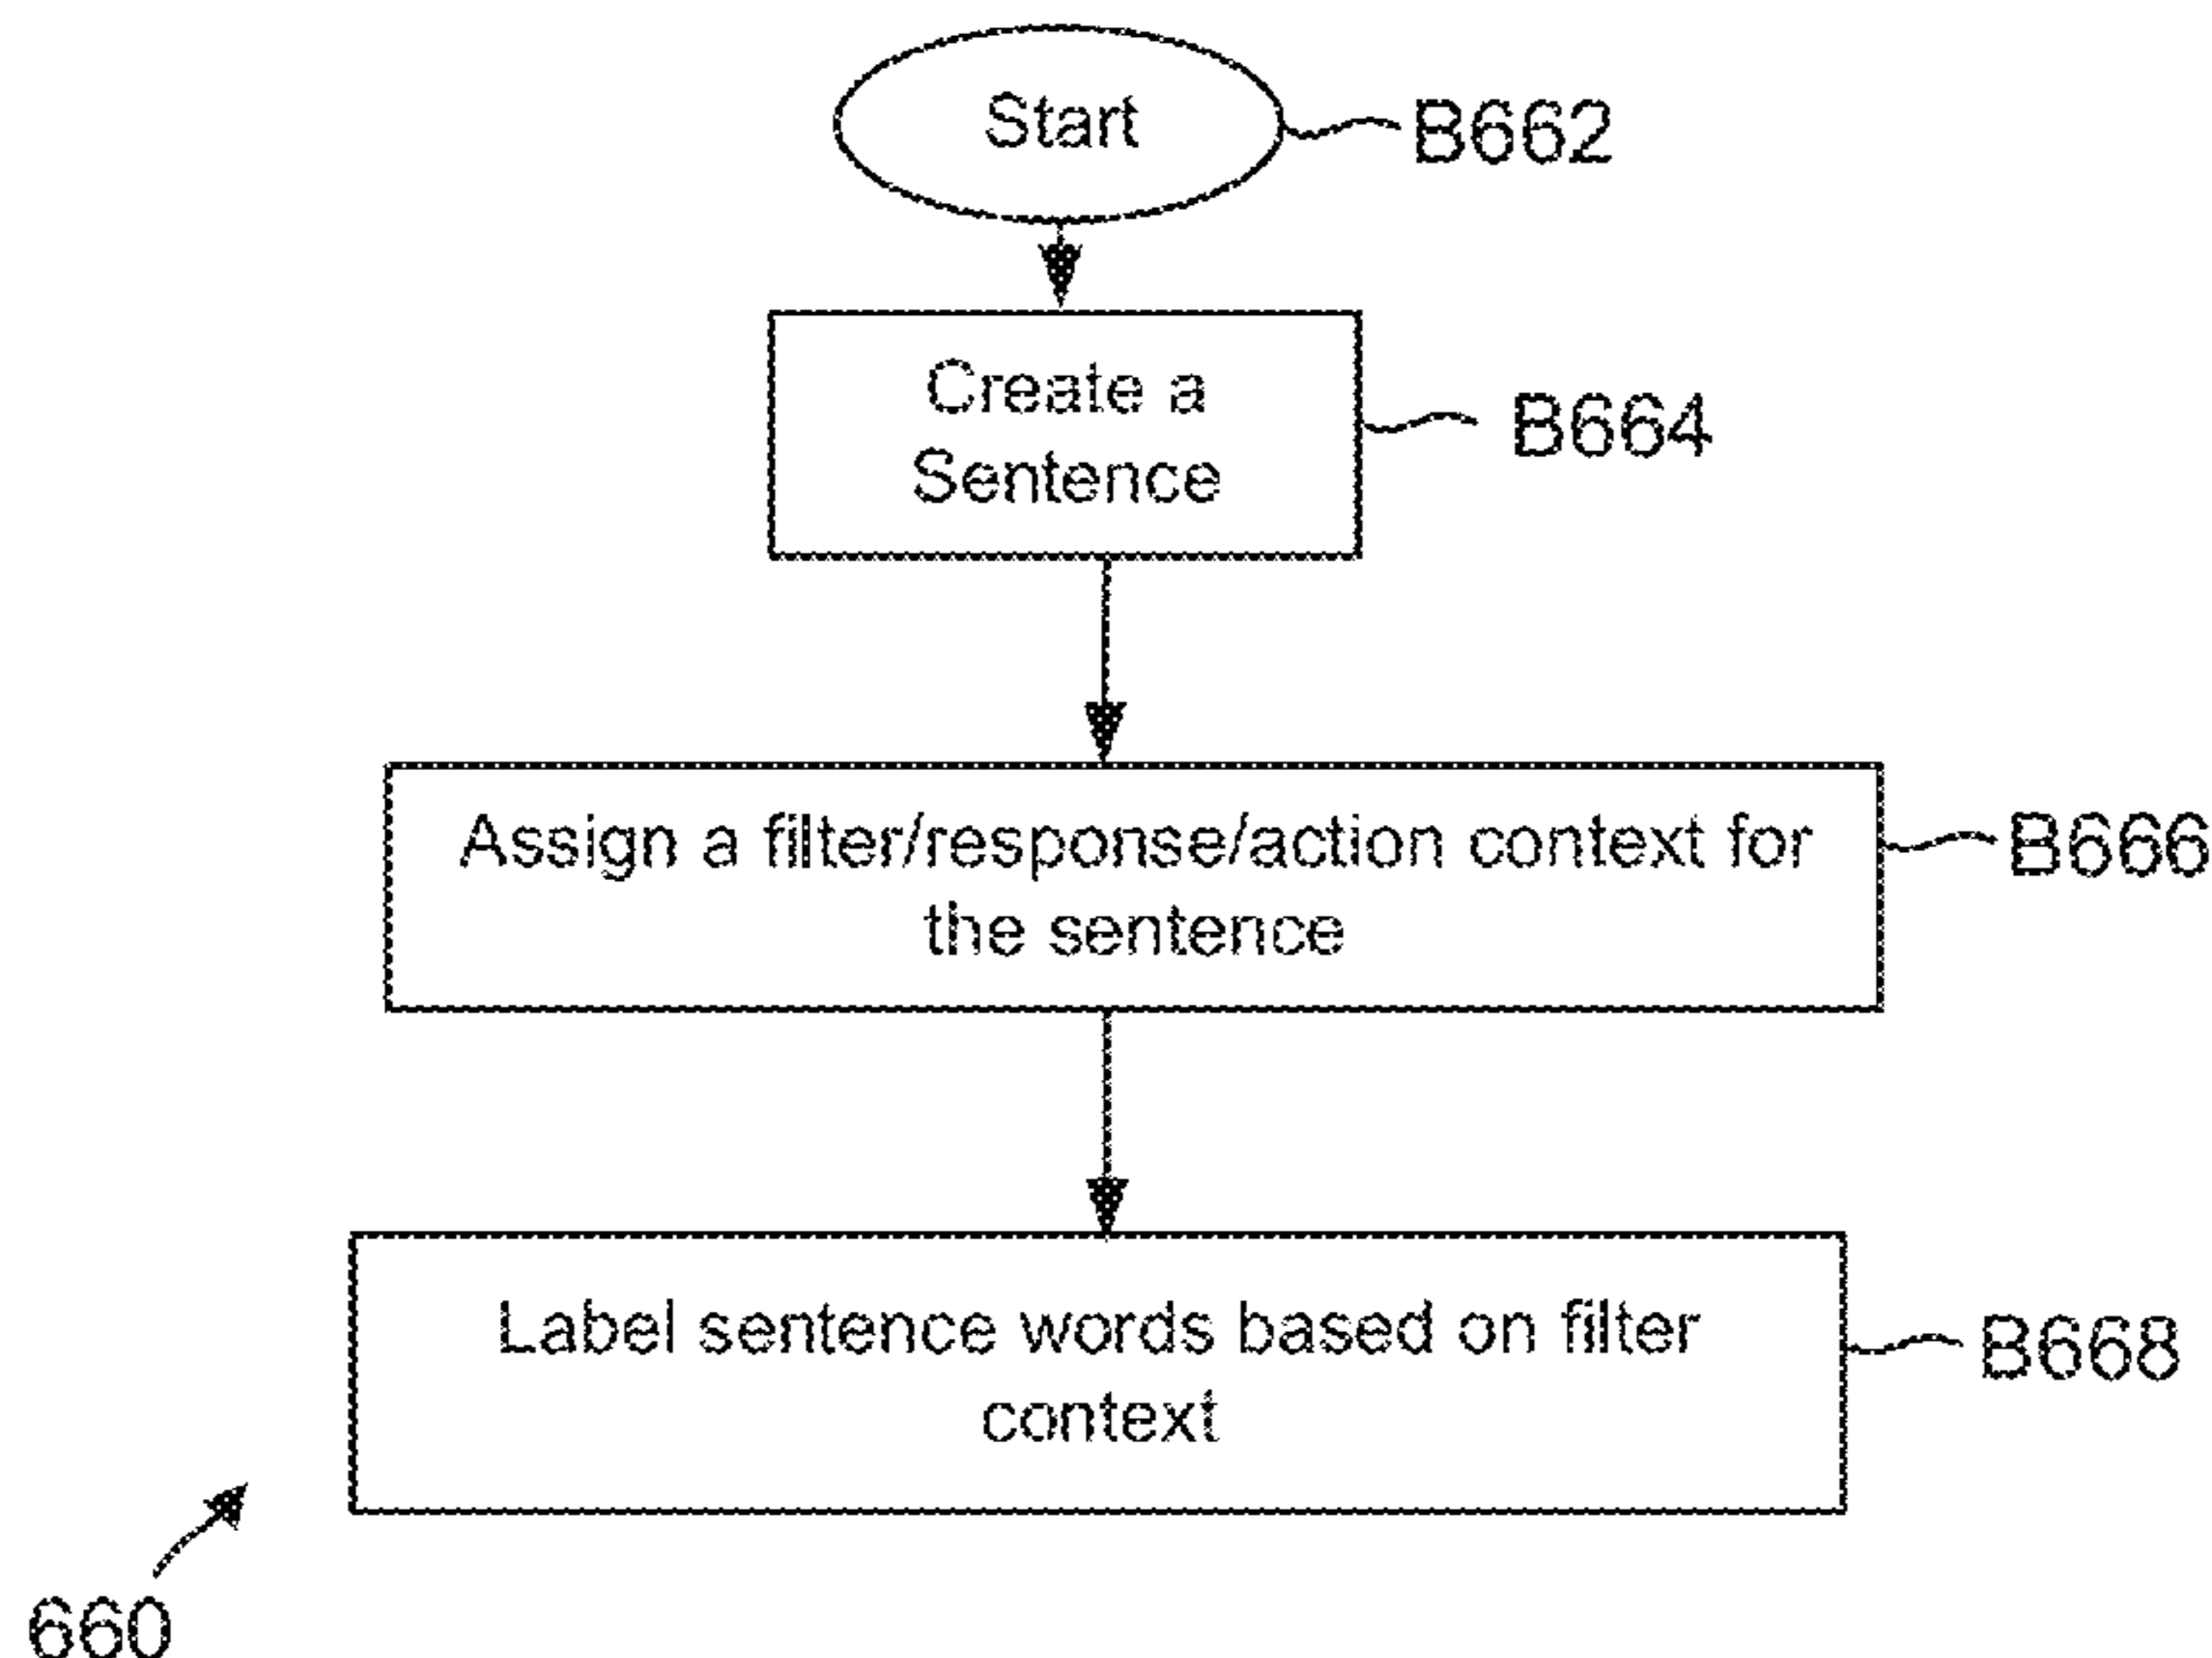 Start
B662
Create a
Sentence
B664
Assign a filter/response/action context for
the sentence
B666
Label sentence words based on filter
context
B668
660